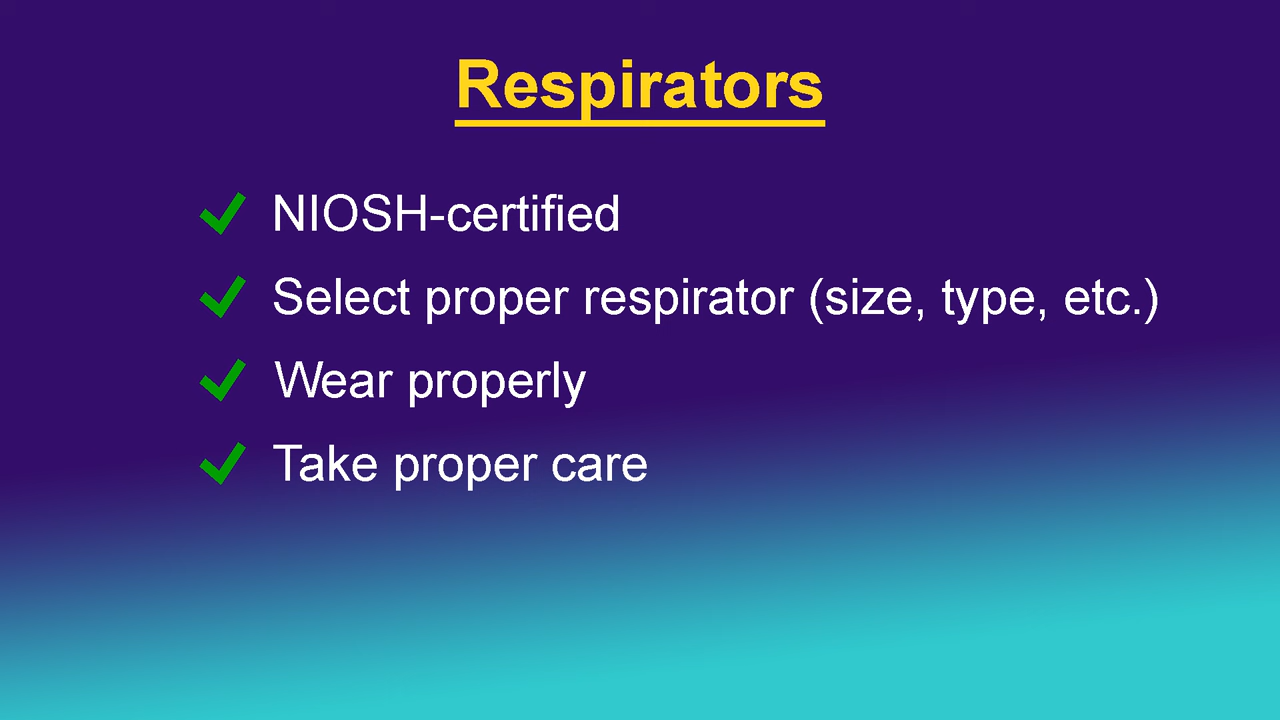 Respirators
NIOSH-certified
Select proper respirator (size, type, etc.)
Wear properly
Take proper care